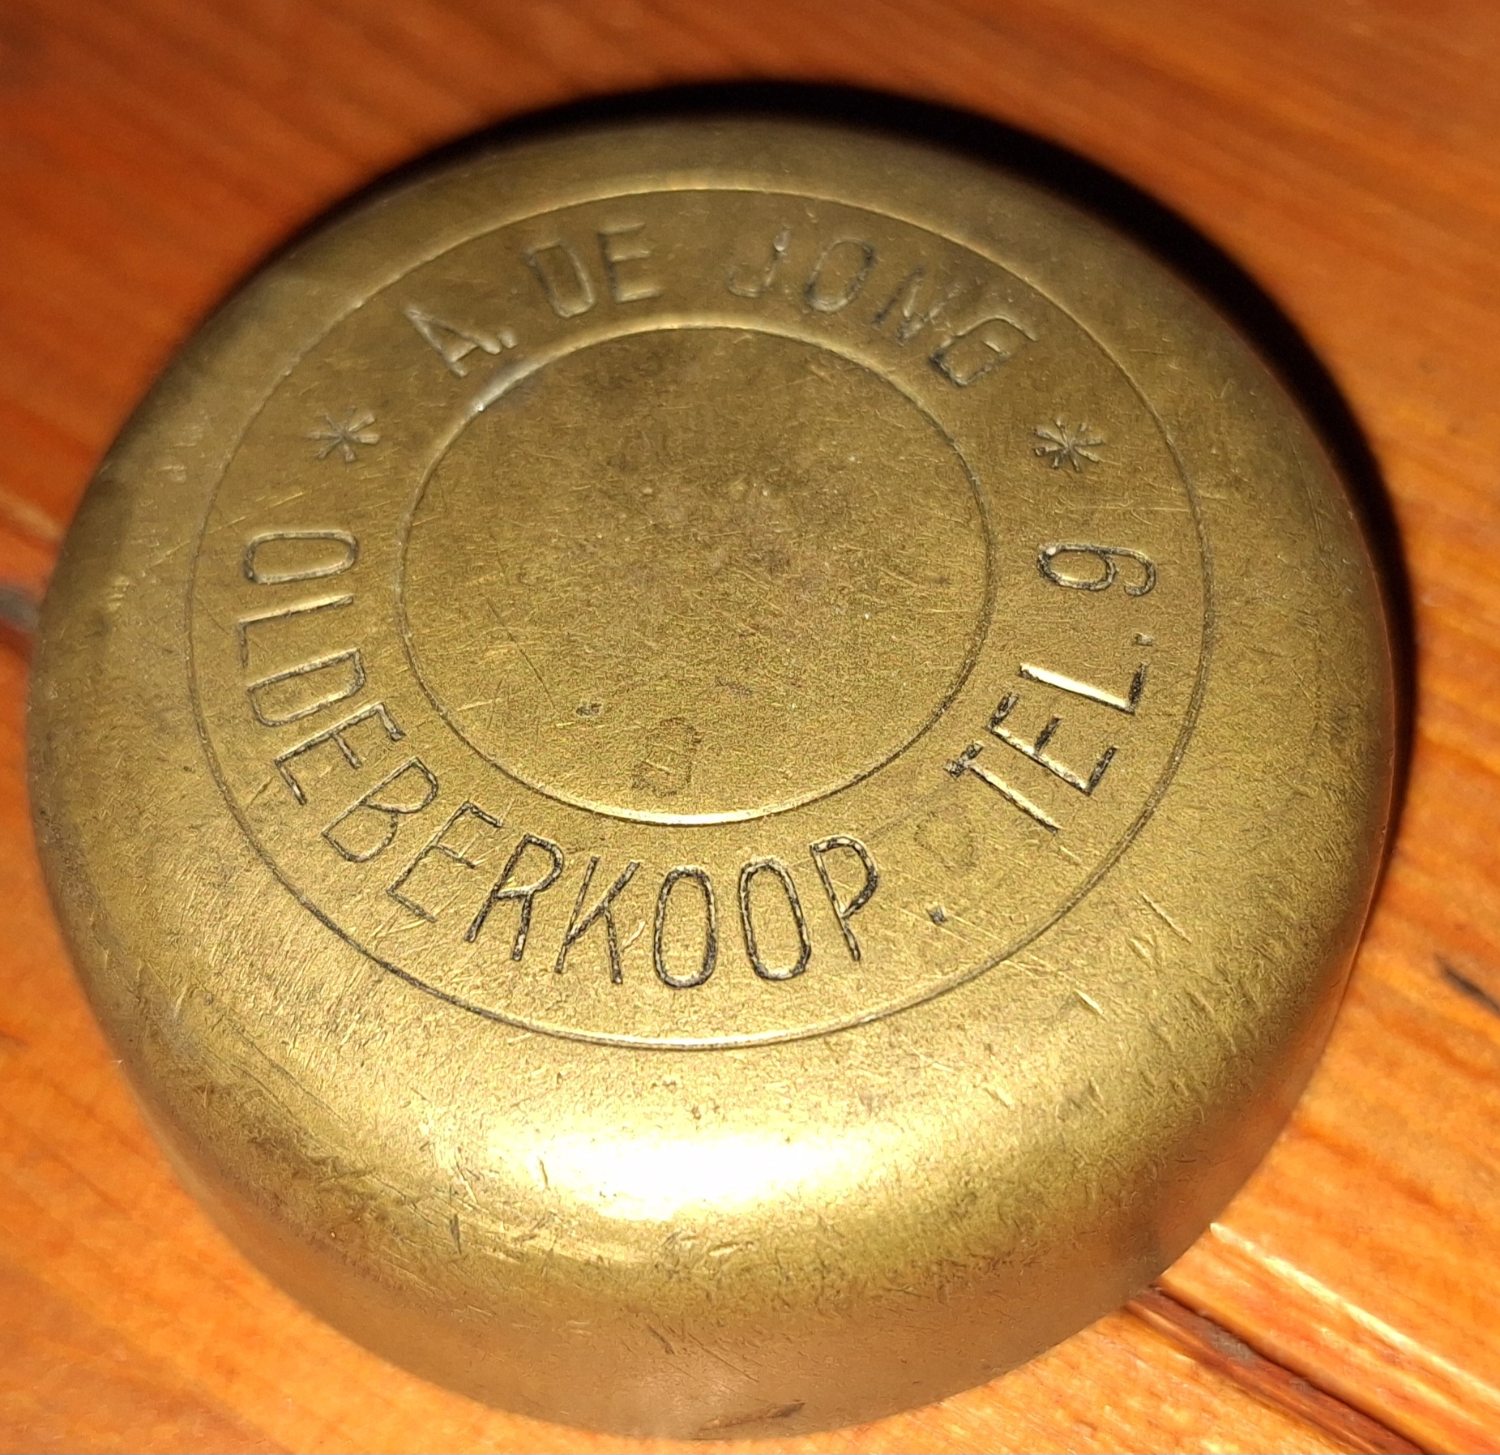 * A. DE JONG *
OLDEBERKOOP. TEL. 9